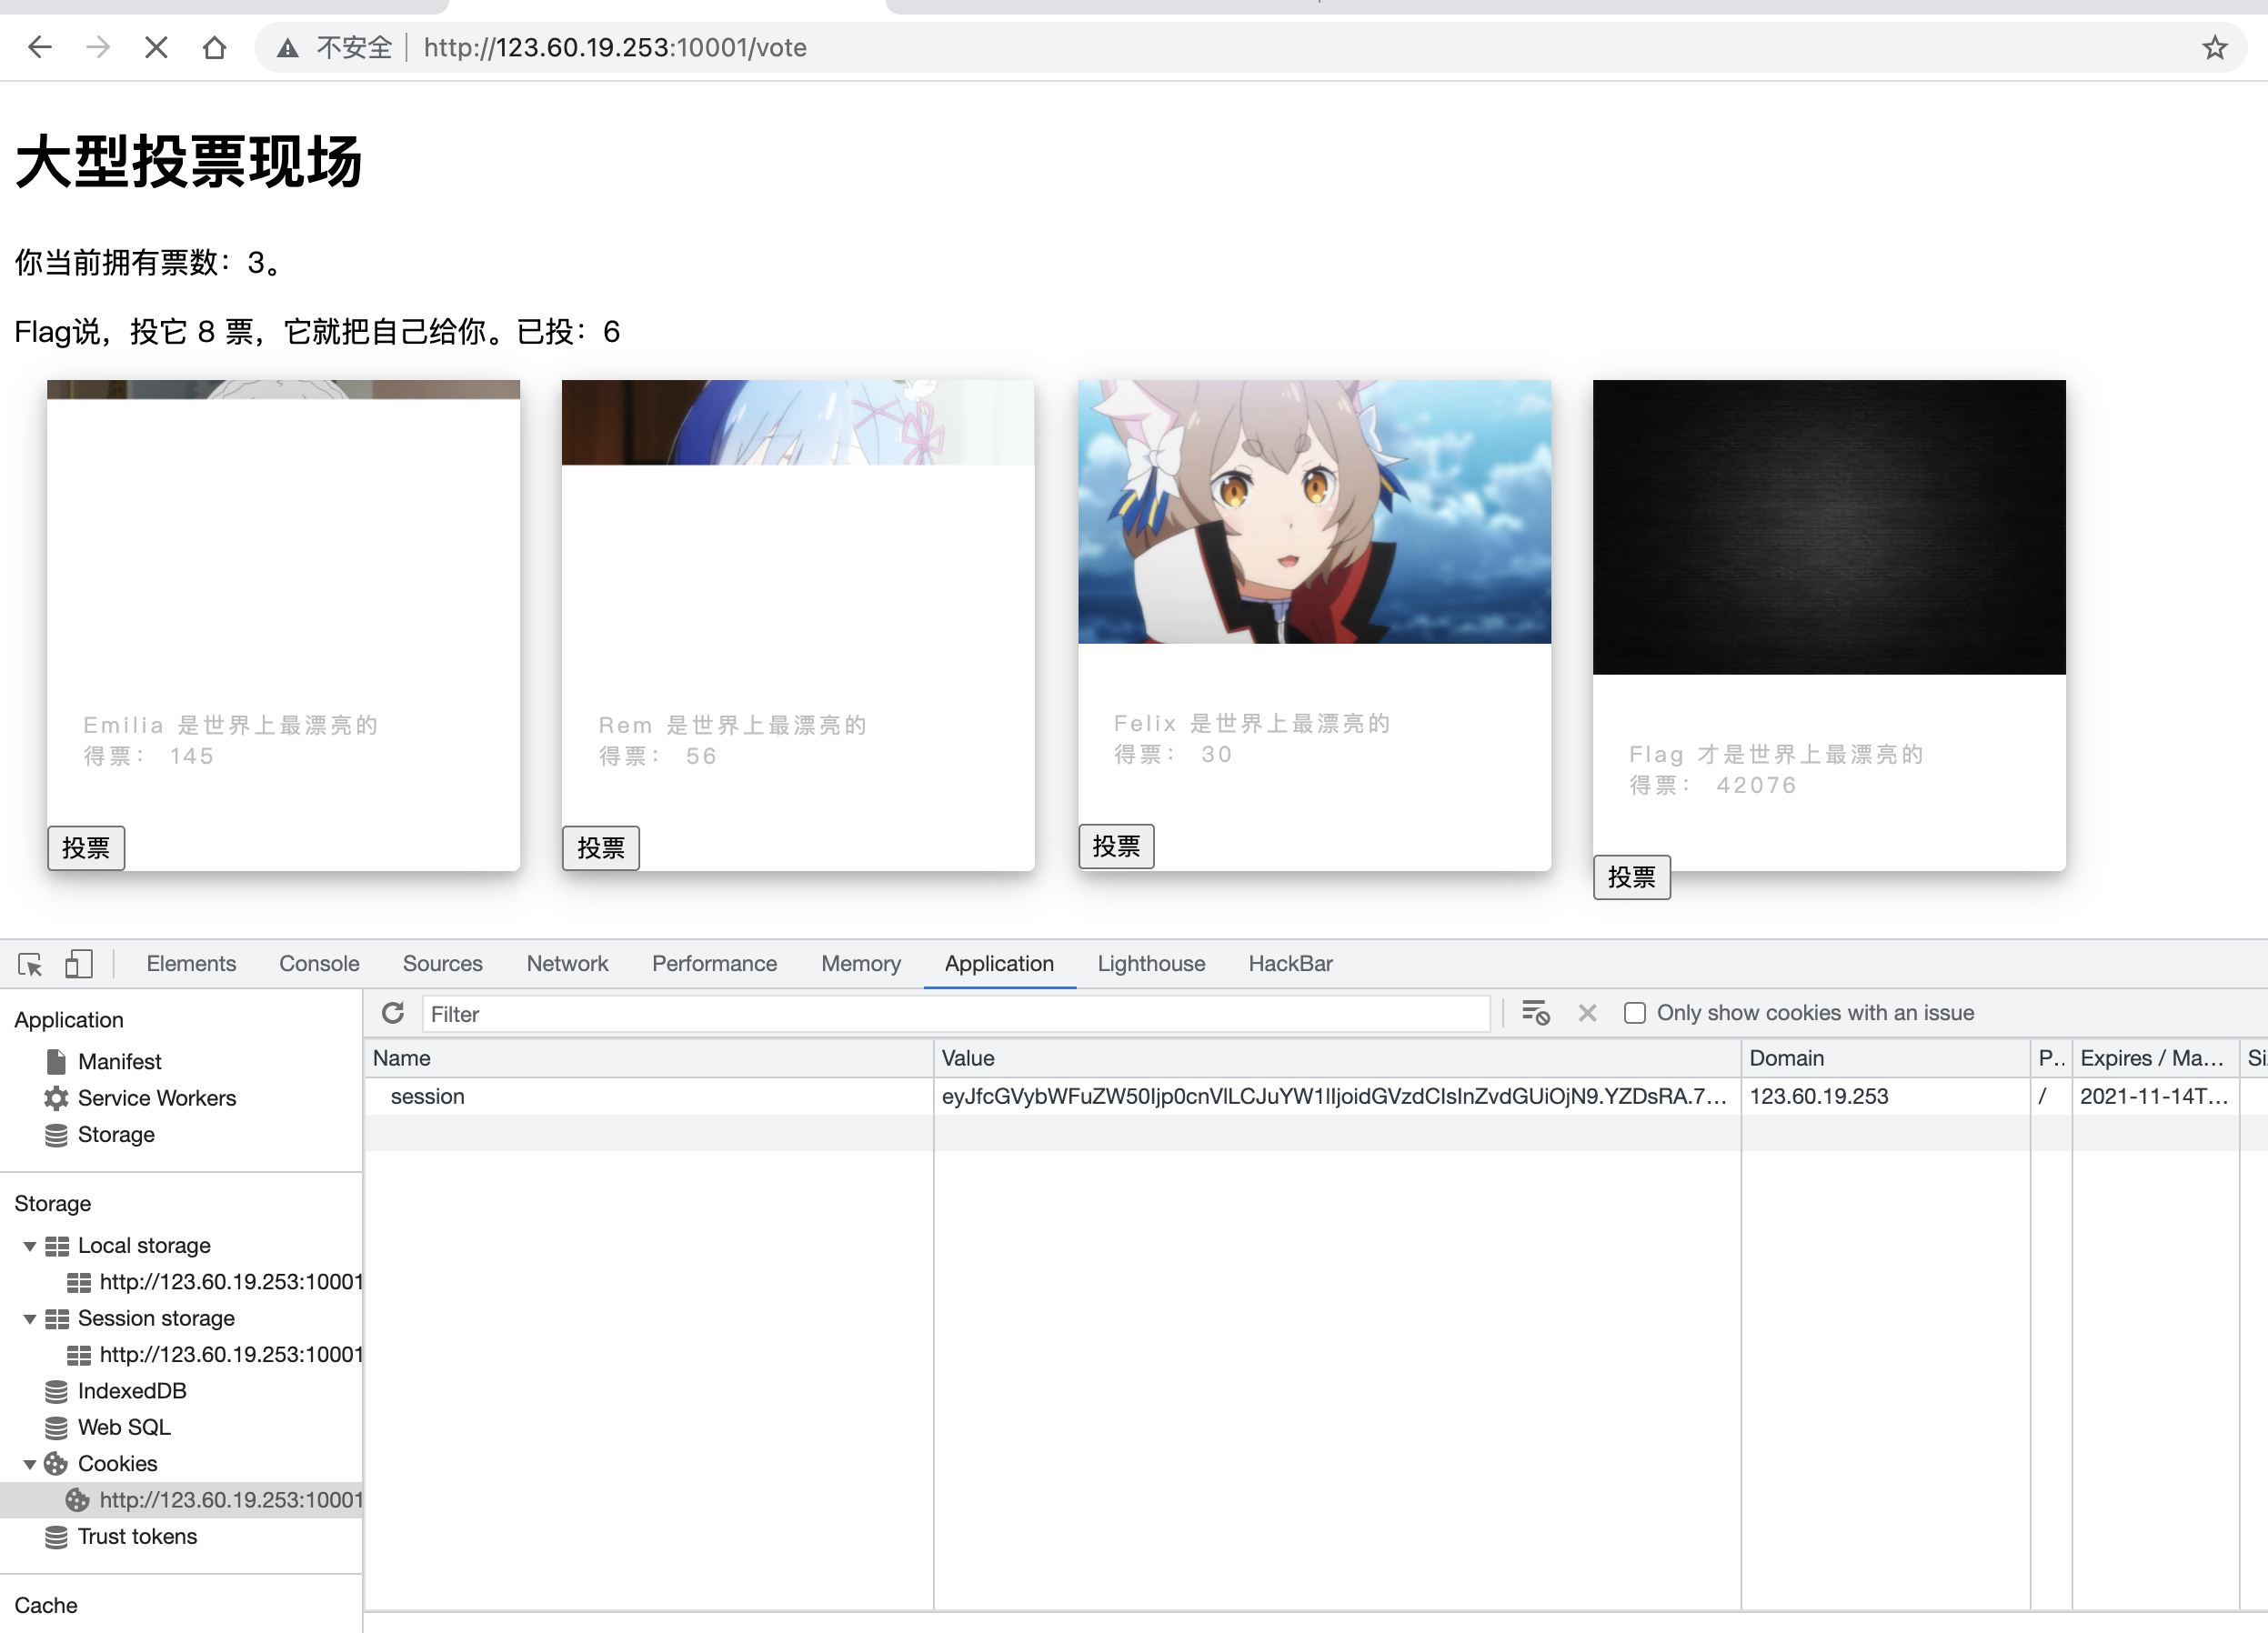 不安全 http://123.60.19.253:10001/vote
大型投票现场
你当前拥有票数：3。
Flag说，投它 8 票，它就把自己给你。已投：6
Emilia 是世界上最漂亮的
得票： 145
投票
Rem 是世界上最漂亮的
得票： 56
投票
Felix 是世界上最漂亮的
得票： 30
投票
Flag 才是世界上最漂亮的
得票： 42076
投票
Elements Console Sources Network Performance Memory Application Lighthouse HackBar
Application
Manifest
Service Workers
Storage
Storage
Local storage
http://123.60.19.253:10001
Session storage
http://123.60.19.253:10001
IndexedDB
Web SQL
Cookies
http://123.60.19.253:10001
Trust tokens
Cache
Filter
Only show cookies with an issue
Name Value Domain P.. Expires / Ma... Si
session eyJfcGVybWFuZW50Ijp0cnVlLCJuYW1lIjoidGVzdCIsInZvdGUiOjN9.YZDsRA.7... 123.60.19.253 / 2021-11-14T...